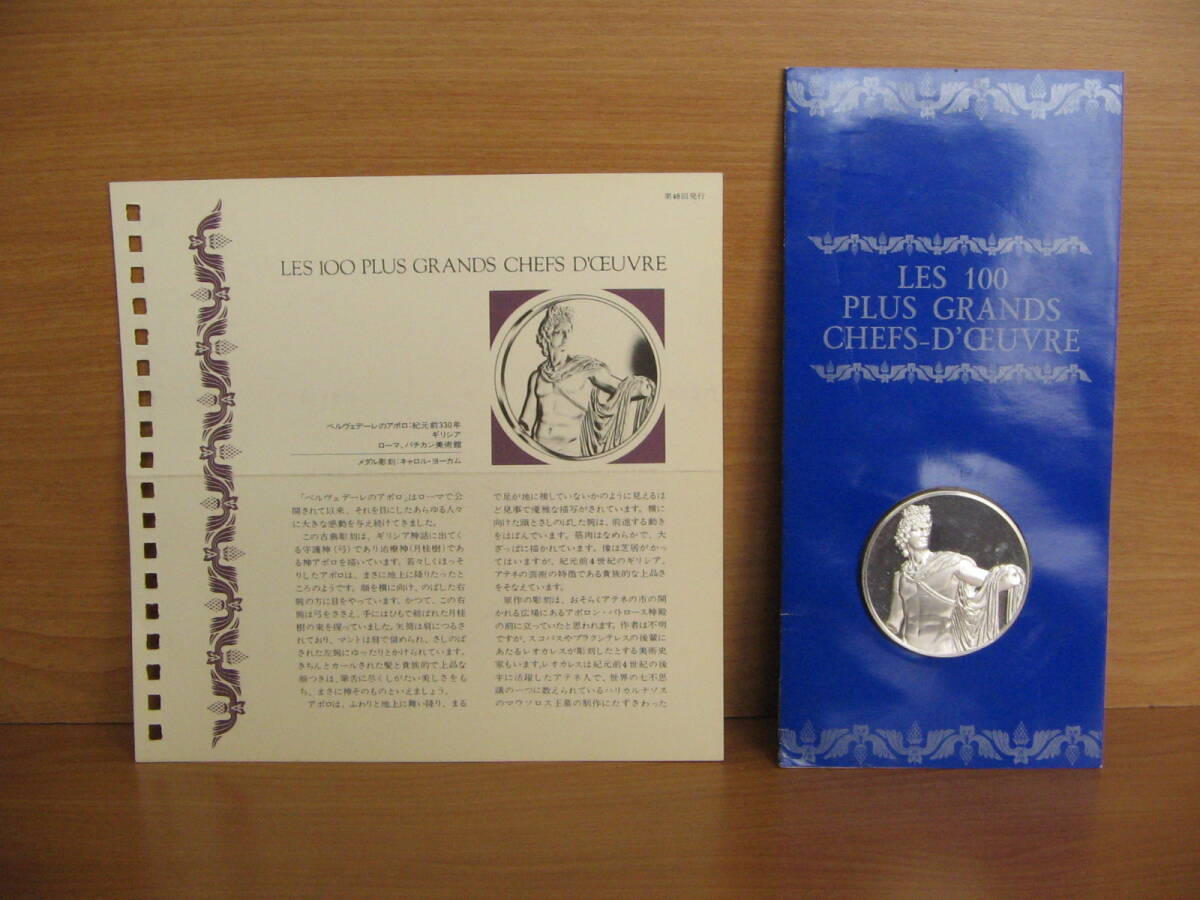 第48回発行
LES 100 PLUS GRANDS CHEFS D'ŒUVRE
ベルヴェデーレのアポロ:紀元前330年
ギリシア
ローマ、バチカン美術館
メダル彫刻:キャロル・ヨーカム
「ベルヴェデーレのアポロ」はローマで公
開されて以来、それを目にしたあらゆる人々
に大きな感動を与え続けてきました。
この古典彫刻は、ギリシア神話に出てく
る守護神(弓)であり治療神(月桂樹)であ
る神アポロを描いています。若々しくほっそ
りしたアポロは、まさに地上に降りたったと
ころのようです。顔を横に向け、のばした右
腕の方に目をやっています。かつて、この右
腕は弓をささえ、手にはひもで結ばれた月桂
樹の束を握っていました。矢筒は肩につるさ
れており、マントは肩で留められ、さしのば
された左腕にゆったりとかけられています。
きちんとカールされた髪と貴族的で上品な
顔つきは、筆舌に尽くしがたい美しさをも
ち、まさに神そのものといえましょう。
アポロは、ふわりと地上に舞い降り、まる
で足が地に接していないかのように見えるほ
ど見事で優雅な描写がされています。横に
向けた頭とさしのばした腕は、前進する動き
をはばんでいます。筋肉はなめらかで、大
ざっぱに描かれています。像は芝居がかっ
てはいますが、紀元前4世紀のギリシア、
アテネの芸術の特徴である貴族的な上品さ
をそなえています。
原作の彫刻は、おそらくアテネの市の開
かれる広場にあるアポロン・パトロース神殿
の前に立っていたと思われます。作者は不明
ですが、スコパスやプラクシテレスの後輩に
あたるレオカレスが彫刻したとする美術史
家もいます。レオカレスは紀元前4世紀の後
半に活躍したアテネ人で、世界の七不思
議の一つに数えられているハリカルナソス
のマウソロス王墓の制作にたずさわった
LES 100
PLUS GRANDS
CHEFS-D'ŒUVRE